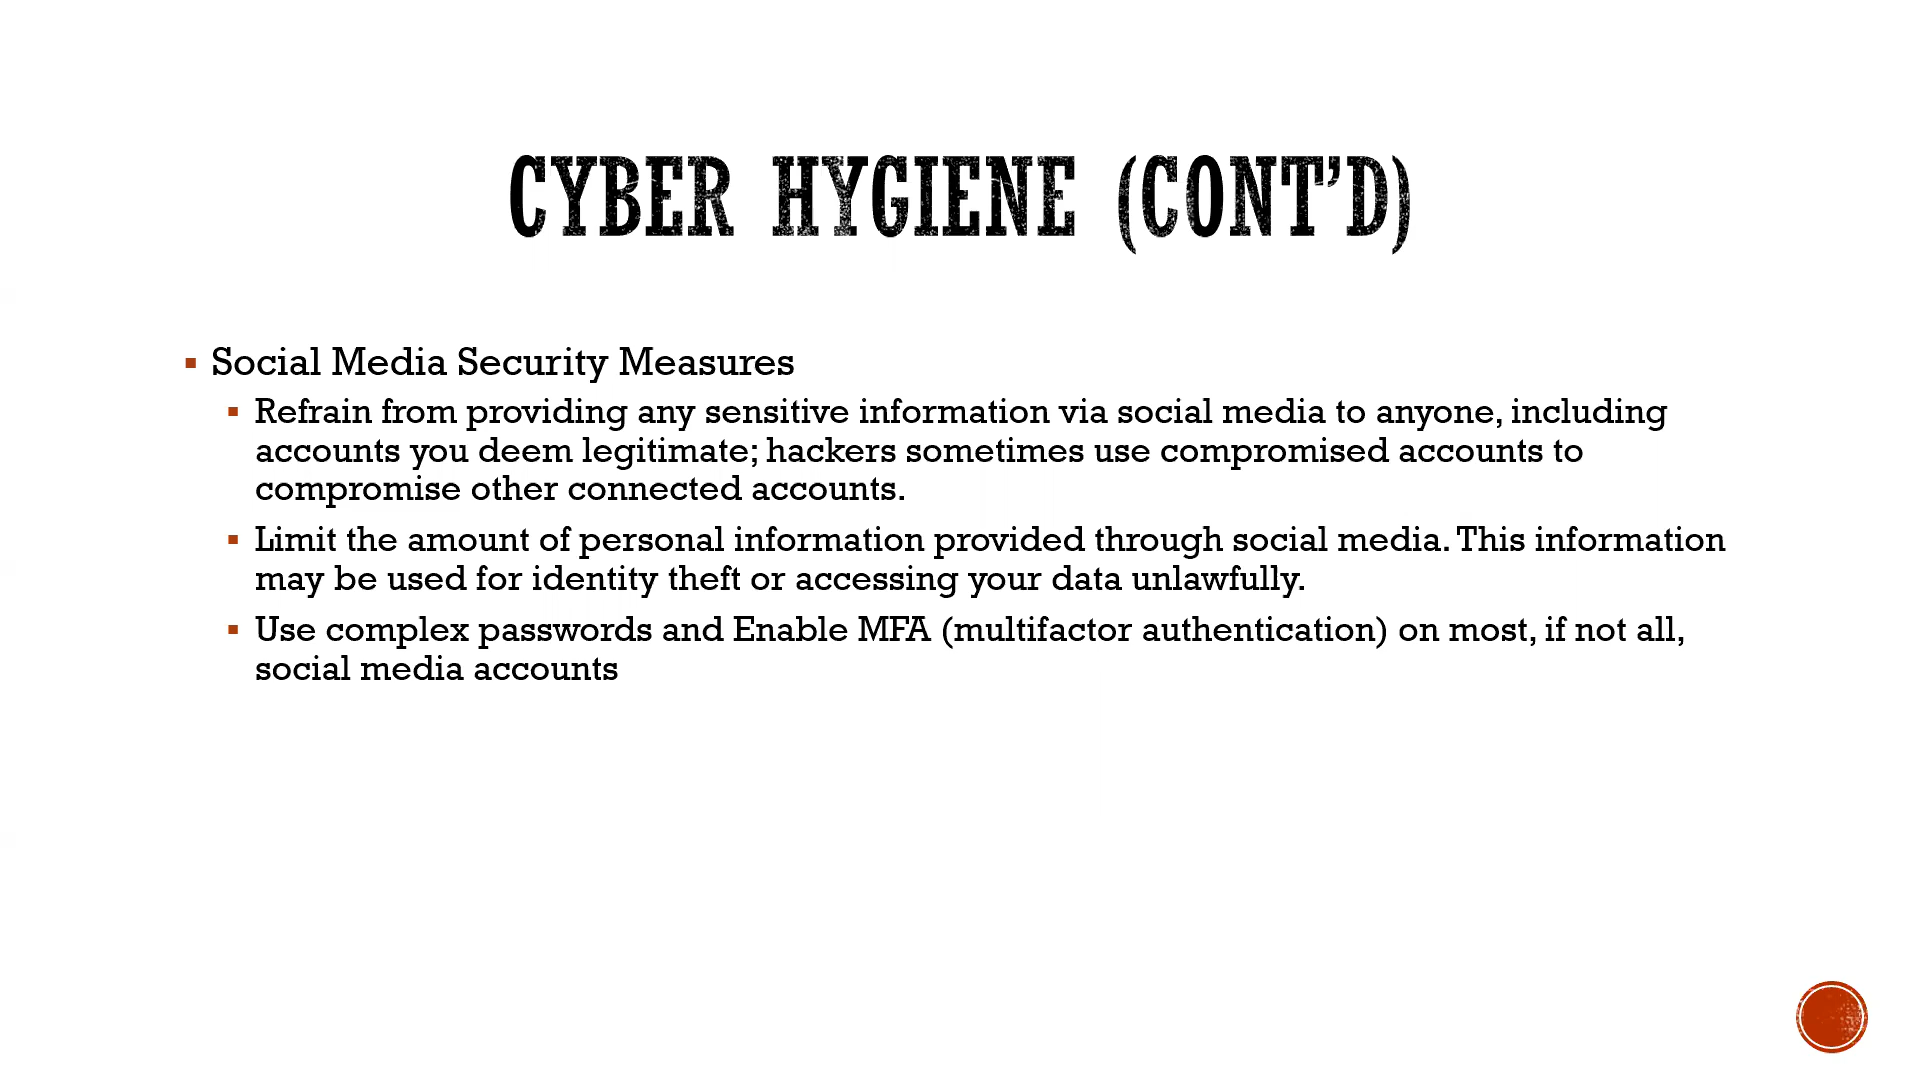 CYBER HYGIENE (CONT’D)
▪ Social Media Security Measures
▪ Refrain from providing any sensitive information via social media to anyone, including
accounts you deem legitimate; hackers sometimes use compromised accounts to
compromise other connected accounts.
▪ Limit the amount of personal information provided through social media. This information
may be used for identity theft or accessing your data unlawfully.
▪ Use complex passwords and Enable MFA (multifactor authentication) on most, if not all,
social media accounts